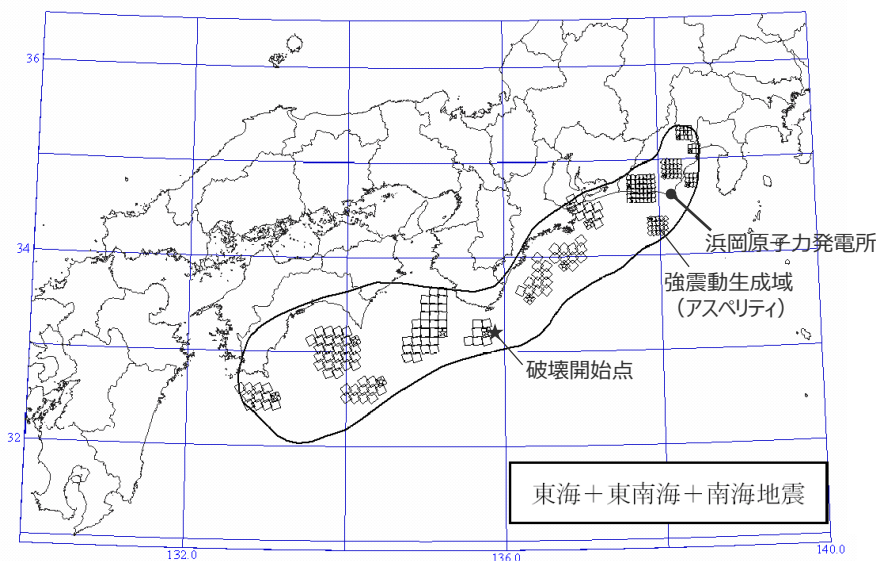 36
34
32
浜岡原子力発電所
強震動生成域
（アスペリティ）
破壊開始点
東海＋東南海＋南海地震
132.0
136.0
140.0